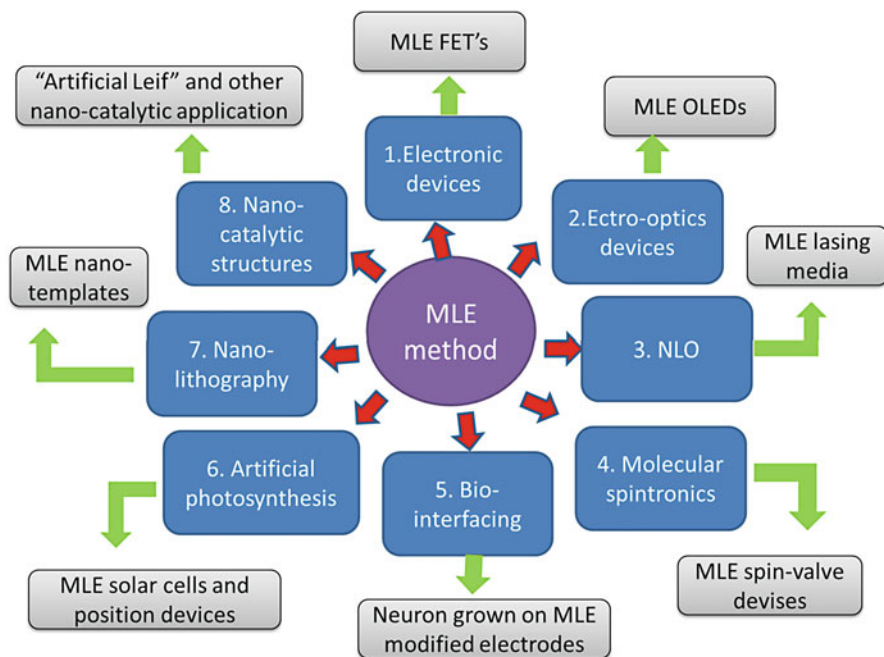 MLE FET's
"Artificial Leif" and other
nano-catalytic application
MLE OLEDs
1.Electronic
devices
8. Nano-
catalytic
structures
2.Ectro-optics
devices
MLE nano-
templates
MLE lasing
media
MLE
method
7. Nano-
lithography
3. NLO
6. Artificial
photosynthesis
5. Bio-
interfacing
4. Molecular
spintronics
MLE solar cells and
position devices
Neuron grown on MLE
modified electrodes
MLE spin-valve
devises